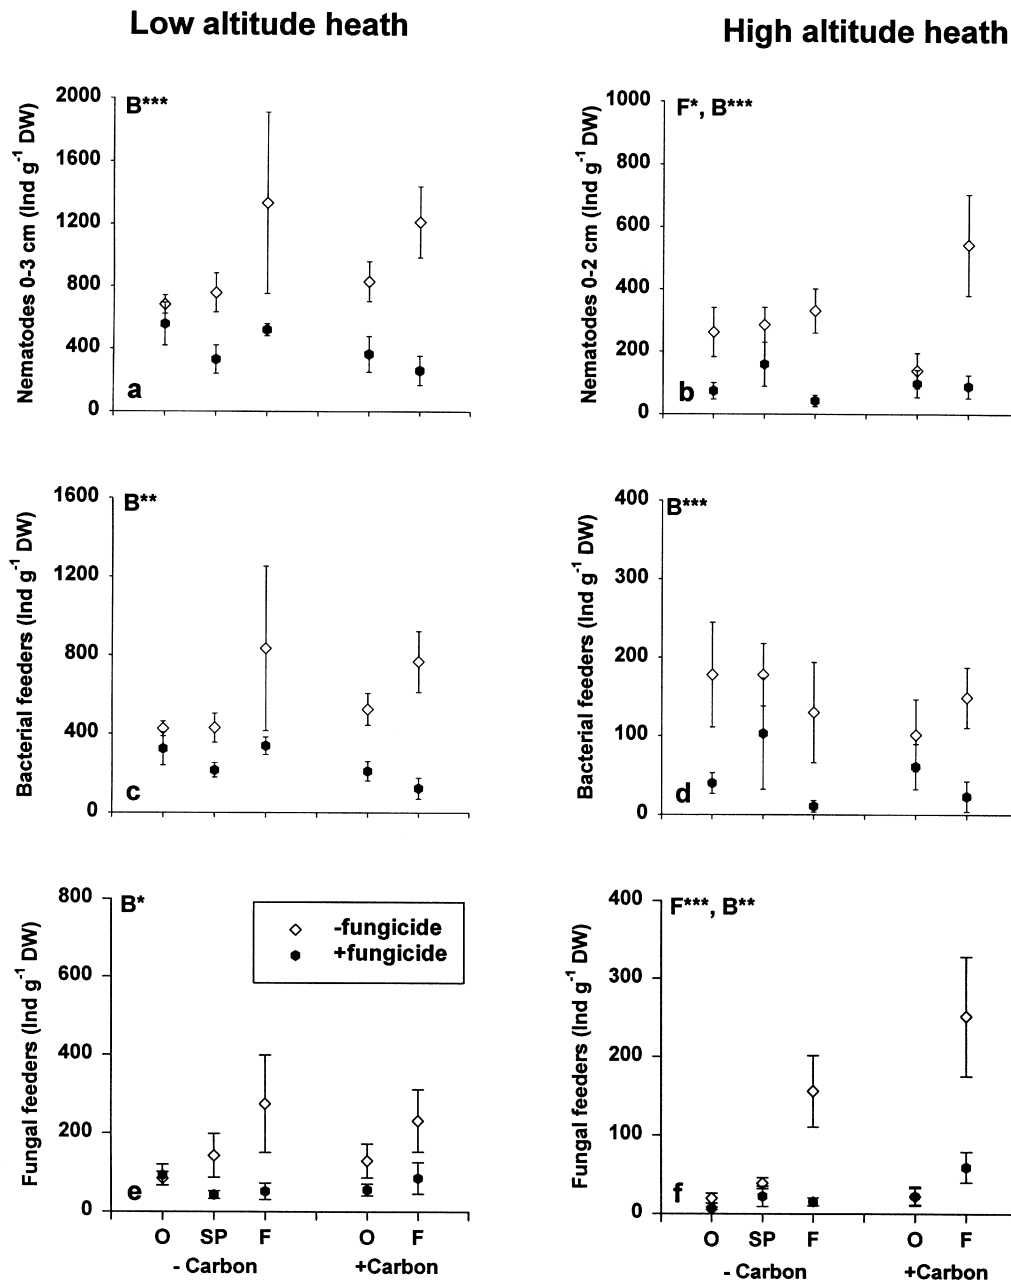 Low altitude heath
High altitude heath
Nematodes 0-3 cm (Ind g-1 DW)
2000
1600
1200
800
400
0
B***
a
Nematodes 0-2 cm (Ind g-1 DW)
1000
800
600
400
200
0
F*, B***
b
Bacterial feeders (Ind g-1 DW)
1600
1200
800
400
0
B**
c
Bacterial feeders (Ind g-1 DW)
400
300
200
100
0
B***
d
Fungal feeders (Ind g-1 DW)
800
600
400
200
0
B*
-fungicide
+fungicide
e
O SP F O F
- Carbon +Carbon
Fungal feeders (Ind g-1 DW)
400
300
200
100
0
F***, B**
f
O SP F O F
- Carbon +Carbon